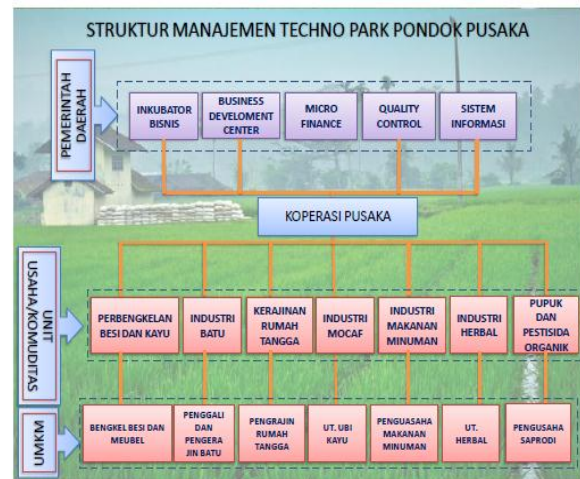 STRUKTUR MANAJEMEN TECHNO PARK PONDOK PUSAKA
PEMERINTAH
DAERAH
INKUBATOR
BISNIS
BUSINESS
DEVELOMENT
CENTER
MICRO
FINANCE
QUALITY
CONTROL
SISTEM
INFORMASI
KOPERASI PUSAKA
UNIT
USAHA/KOMUDITAS
PERBENGKELAN
BESI DAN KAYU
INDUSTRI
BATU
KERAJINAN
RUMAH
TANGGA
INDUSTRI
MOCAF
INDUSTRI
MAKANAN
MINUMAN
INDUSTRI
HERBAL
PUPUK
DAN
PESTISIDA
ORGANIK
UMKM
BENGKEL BESI DAN
MEUBEL
PENGGALI
DAN
PENGERA
JIN BATU
PENGRAJIN
RUMAH
TANGGA
UT. UBI
KAYU
PENGUASAHA
MAKANAN
MINUMAN
UT.
HERBAL
PENGUSAHA
SAPRODI